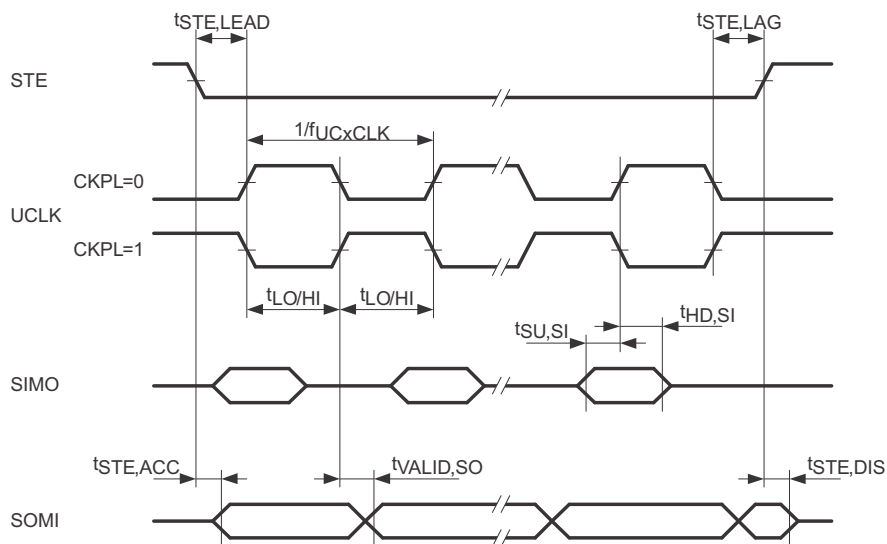 tSTE,LEAD
tSTE,LAG
STE
1/fUCxCLK
CKPL=0
UCLK
CKPL=1
tLO/HI tLO/HI
tSU,SI
tHD,SI
SIMO
tSTE,ACC
tVALID,SO
tSTE,DIS
SOMI